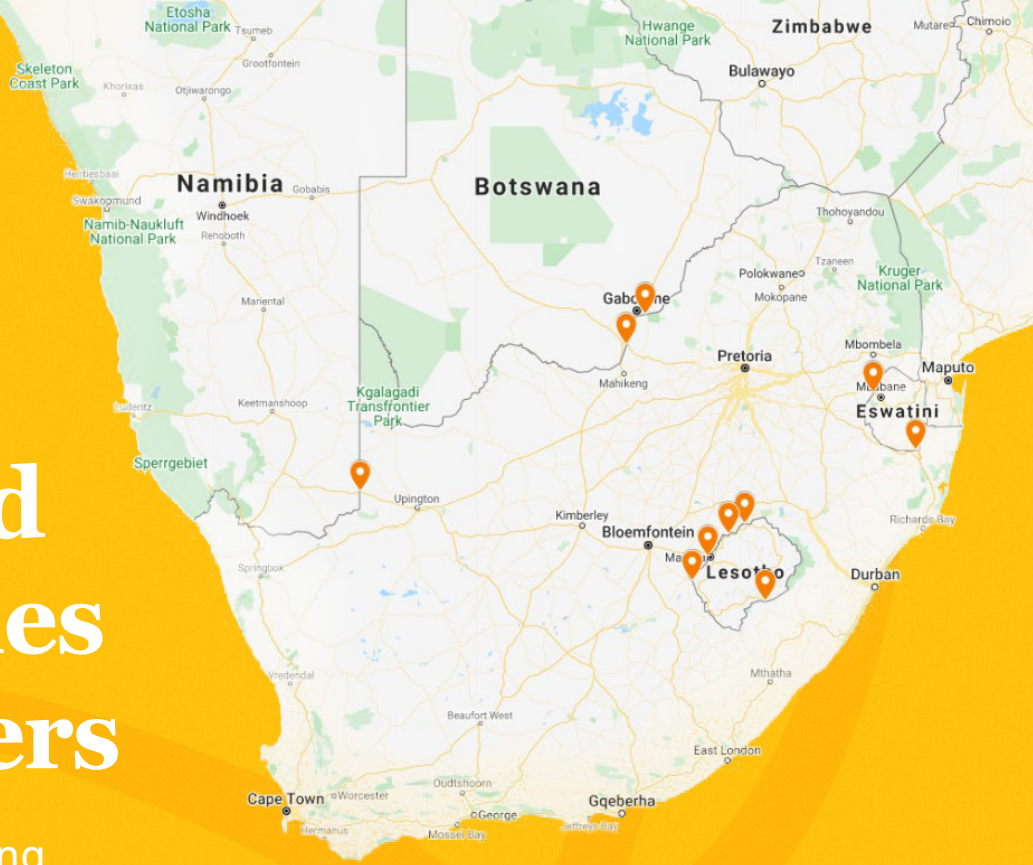 Etosha
National Park
Tsumeb
Grootfontein
Hwange
National Park
Zimbabwe
Mutare
Chimoio
Skeleton
Coast Park
Khorixas
Otjiwarongo
Bulawayo
Hentiesbaai
Swakopmund
Namibia
Gobabis
Windhoek
Botswana
Namib-Naukluft
National Park
Rehoboth
Thohoyandou
Polokwane
Tzaneen
Mokopane
Kruger
National Park
Mariental
Mbombela
Pretoria
Maputo
Mahikeng
Eswatini
Kgalagadi
Transfrontier
Park
Keetmanshoop
Sperrgebiet
Upington
Kimberley
Bloemfontein
Richards Bay
Lesotho
Durban
Springbok
Vredendal
Mthatha
Beaufort West
East London
Oudtshoorn
Cape Town
Worcester
George
Gqeberha
Hermanus
Mossel Bay
Jeffreys Bay